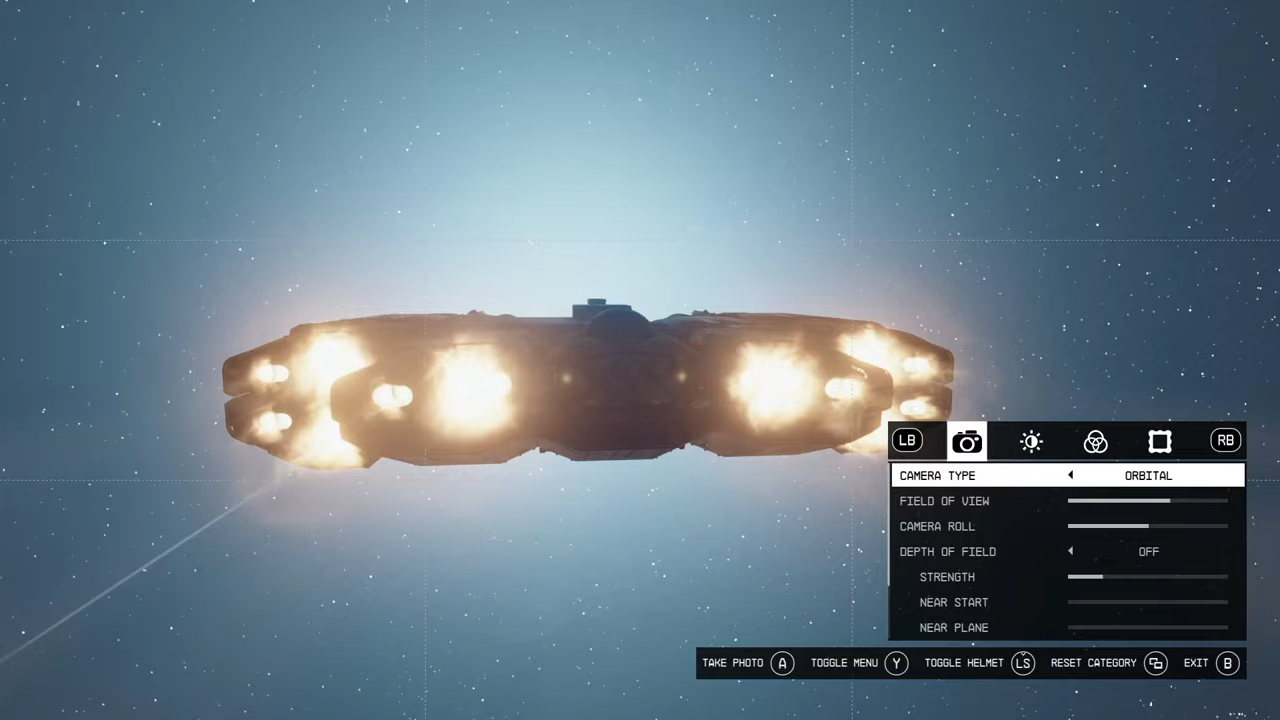 LB RB
CAMERA TYPE ORBITAL
FIELD OF VIEW
CAMERA ROLL
DEPTH OF FIELD OFF
STRENGTH
NEAR START
NEAR PLANE
TAKE PHOTO A TOGGLE MENU Y TOGGLE HELMET LS RESET CATEGORY EXIT B